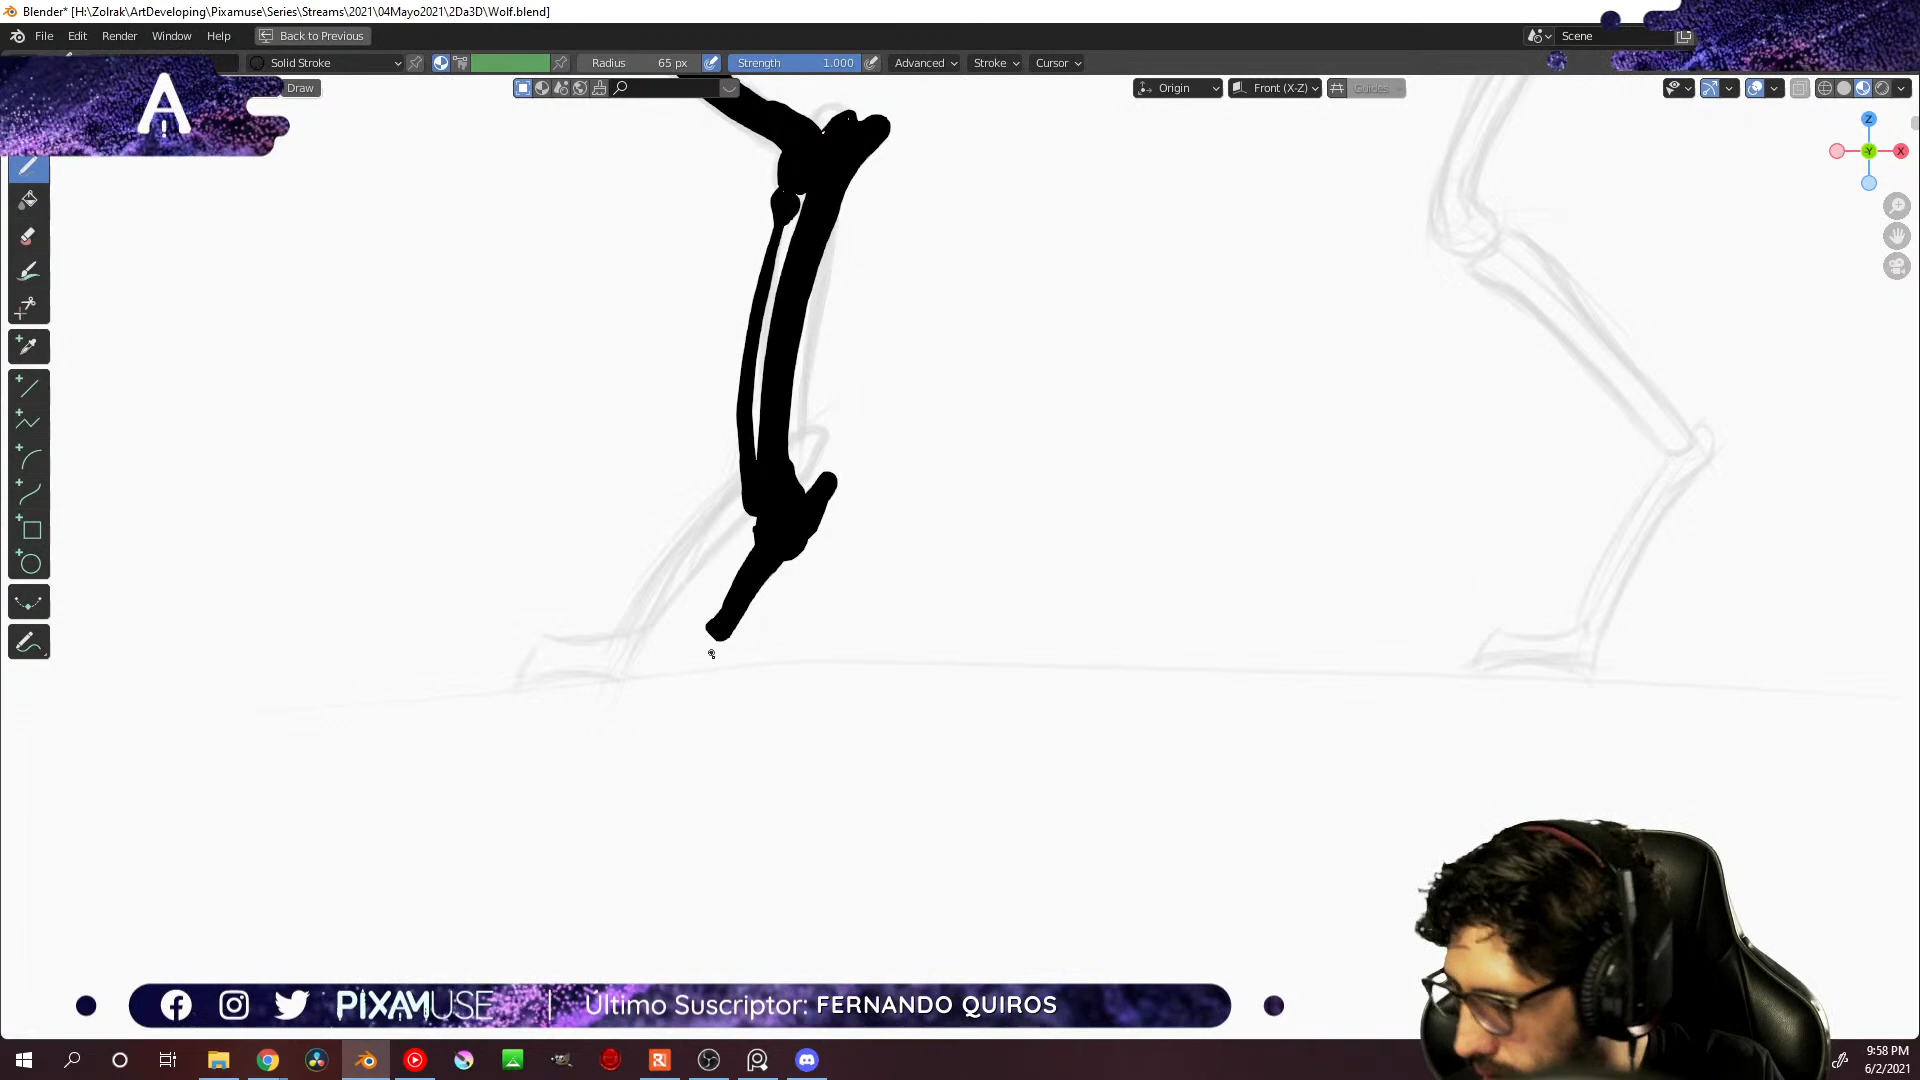 Blender* [H:\Zolrak\ArtDeveloping\Pixamuse\Series\Streams\2021\04Mayo2021\2Da3D\Wolf.blend]
File Edit Render Window Help Back to Previous Scene
Solid Stroke Radius 65 px Strength 1.000 Advanced Stroke Cursor
A
Draw Origin Front (X-Z) Guides
Z
Y X
PIXAMUSE | Último Suscriptor: FERNANDO QUIROS
9:58 PM
6/2/2021